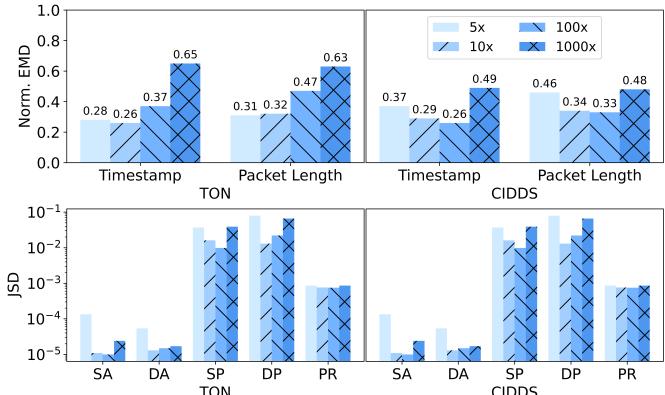 1.0
0.8
0.6
0.4
0.2
0.0
Norm. EMD
0.28 0.26 0.37 0.65 0.31 0.32 0.47 0.63
Timestamp Packet Length
TON
5x 100x
10x 1000x
0.37 0.29 0.26 0.49 0.46 0.34 0.33 0.48
Timestamp Packet Length
CIDDS
10⁻¹
10⁻²
10⁻³
10⁻⁴
10⁻⁵
JSD
SA DA SP DP PR
TON
SA DA SP DP PR
CIDDS